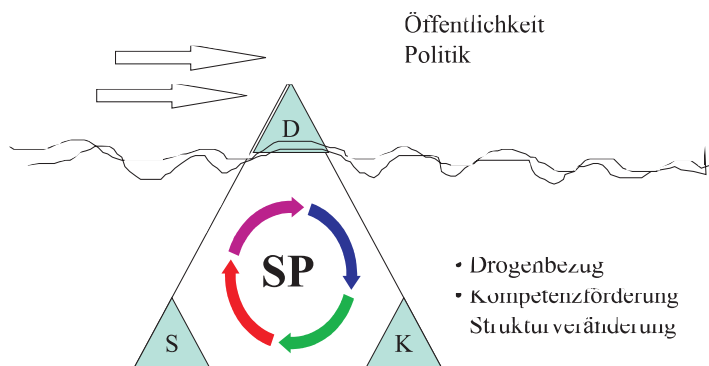 Öffentlichkeit
Politik
D
SP
• Drogenbezug
• Kompetenzförderung
Strukturveränderung
S
K